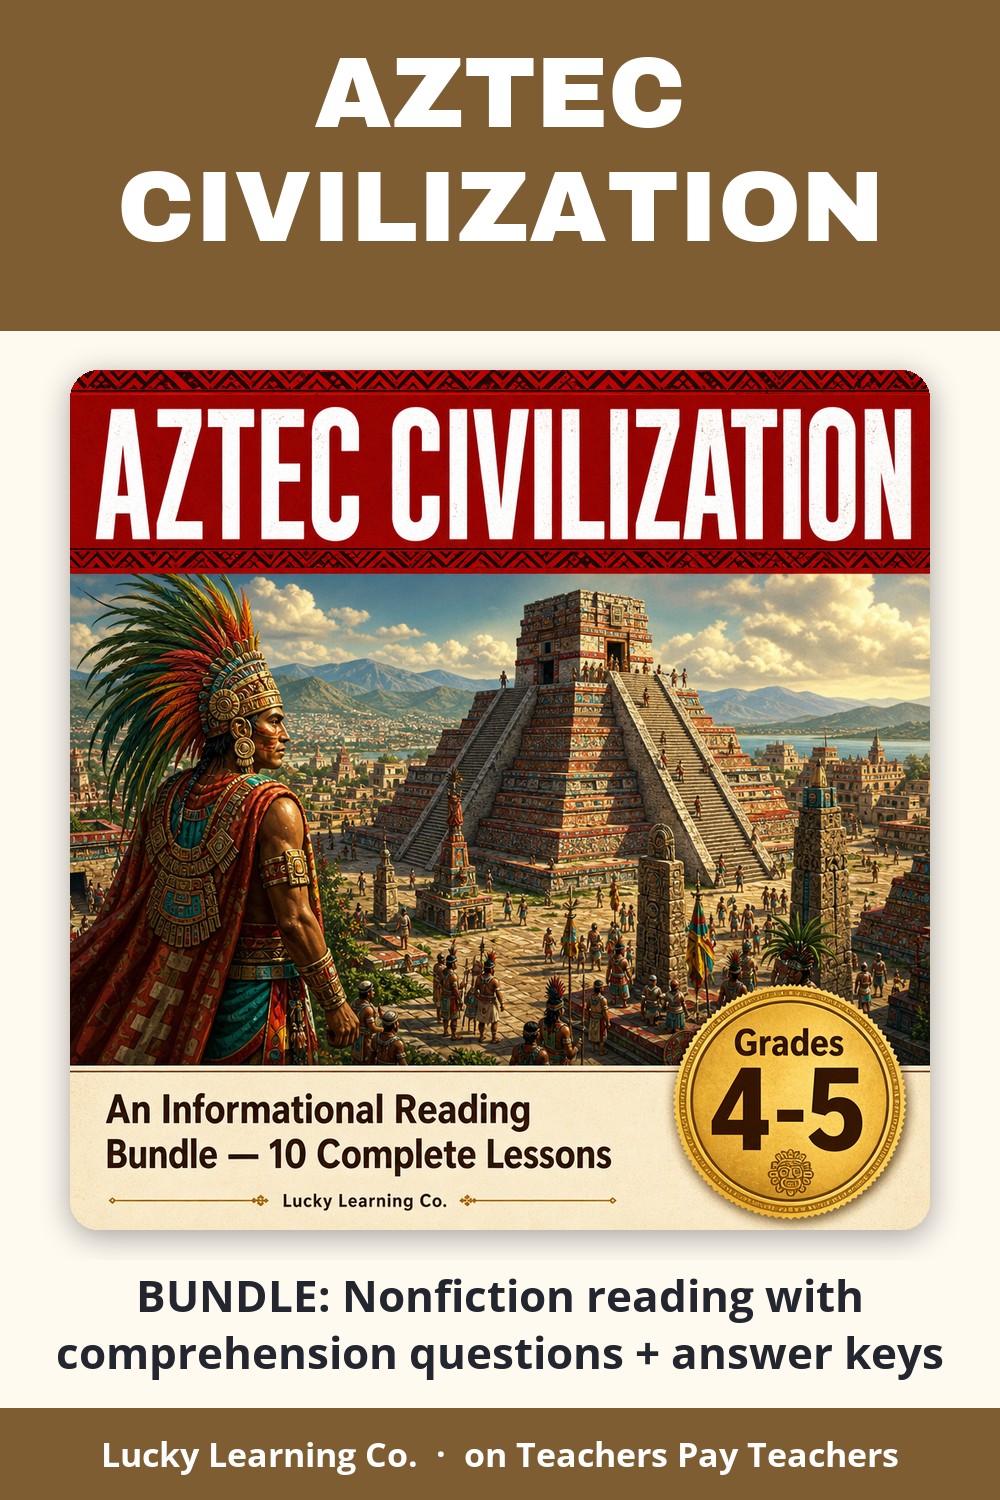 AZTEC
CIVILIZATION
AZTEC CIVILIZATION
Grades
4-5
An Informational Reading
Bundle — 10 Complete Lessons
Lucky Learning Co.
BUNDLE: Nonfiction reading with
comprehension questions + answer keys
Lucky Learning Co. · on Teachers Pay Teachers